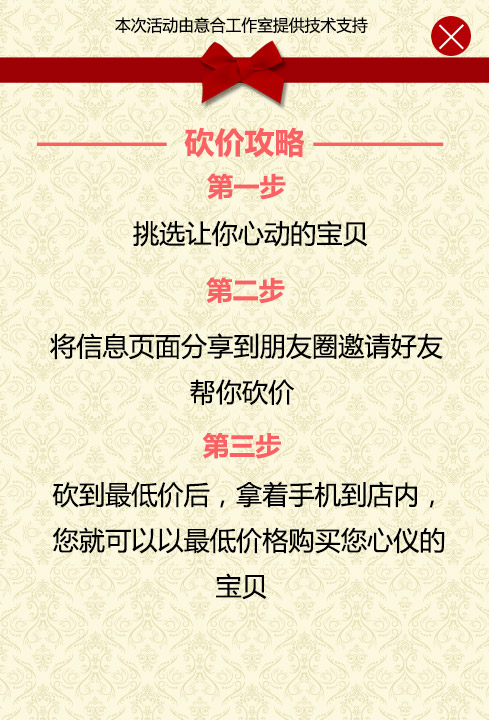 本次活动由意合工作室提供技术支持
砍价攻略
第一步
挑选让你心动的宝贝
第二步
将信息页面分享到朋友圈邀请好友
帮你砍价
第三步
砍到最低价后，拿着手机到店内，
您就可以以最低价格购买您心仪的
宝贝